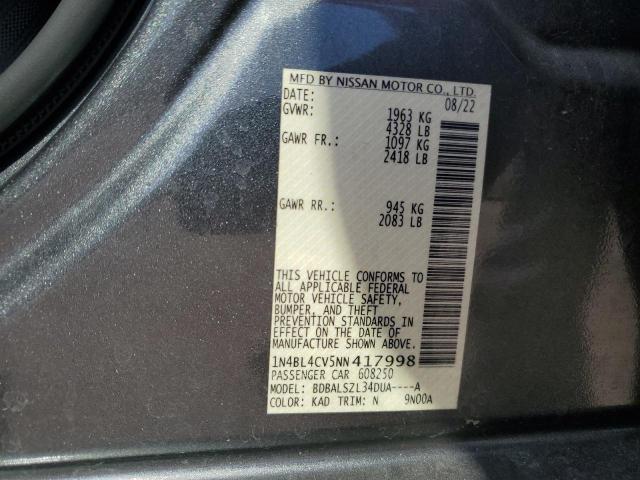 MFD BY NISSAN MOTOR CO., LTD.
DATE: 08/22
GVWR: 1963 KG
4328 LB
GAWR FR.: 1097 KG
2418 LB
GAWR RR.: 945 KG
2083 LB
THIS VEHICLE CONFORMS TO
ALL APPLICABLE FEDERAL
MOTOR VEHICLE SAFETY,
BUMPER, AND THEFT
PREVENTION STANDARDS IN
EFFECT ON THE DATE OF
MANUFACTURE SHOWN ABOVE.
1N4BL4CV5NN417998
PASSENGER CAR G08250
MODEL: BDBALSZL34DUA----A
COLOR: KAD TRIM: N 9N00A